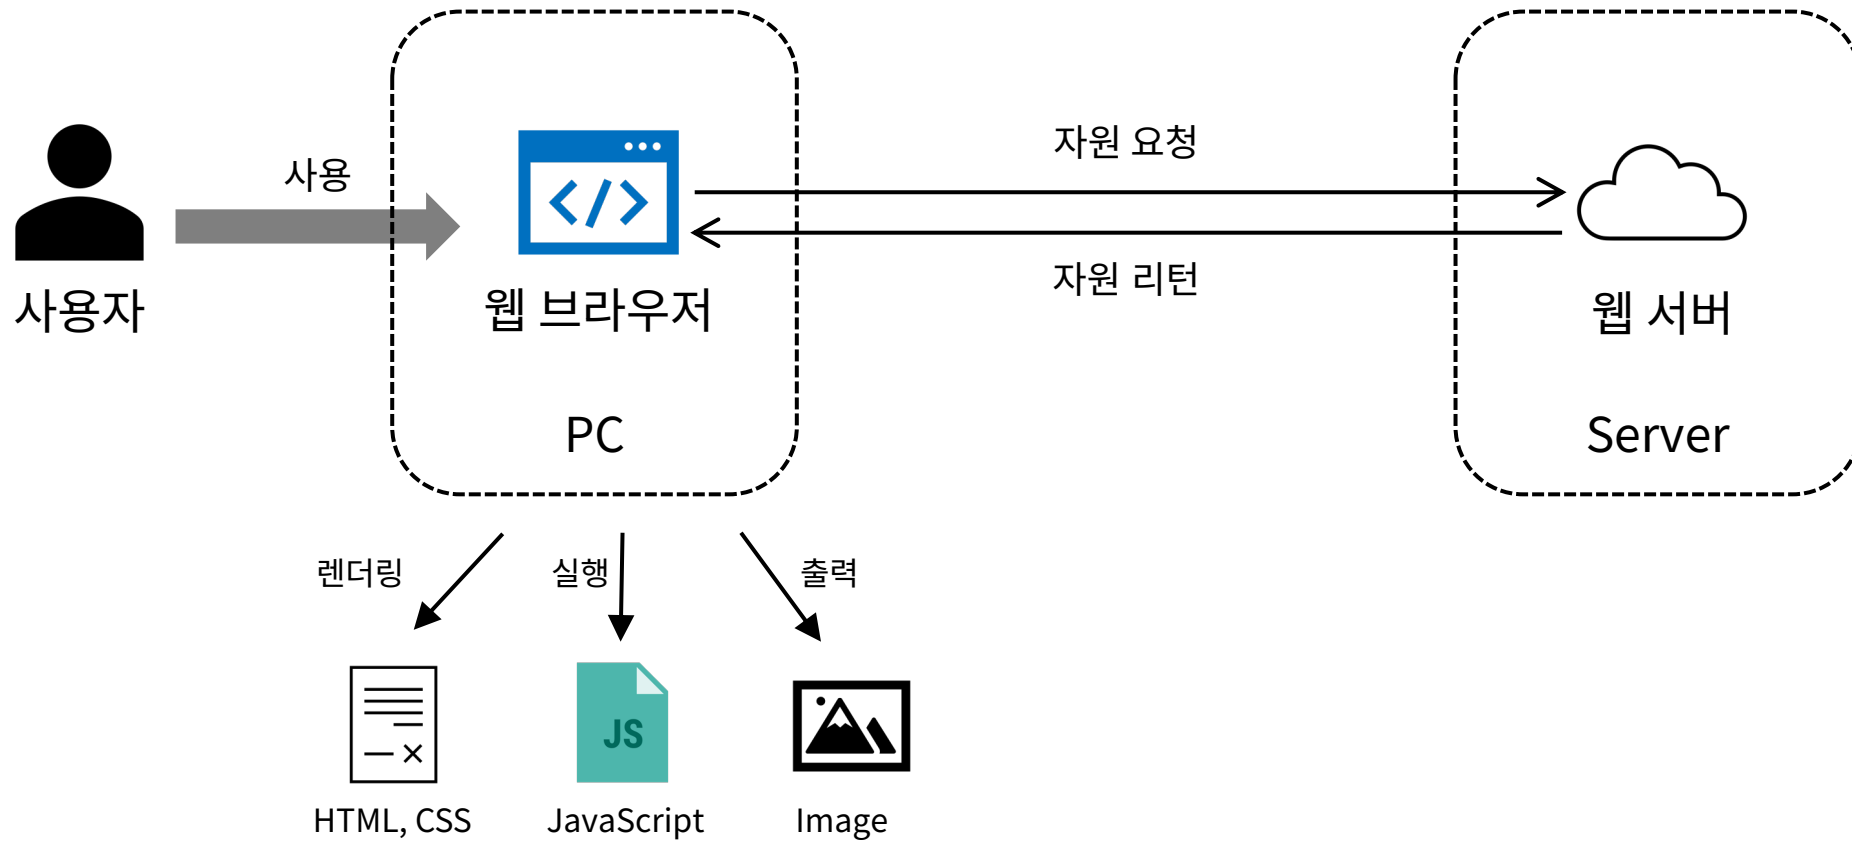 사용
자원 요청
자원 리턴
사용자
웹 브라우저
웹 서버
PC
Server
렌더링
실행
출력
JS
HTML, CSS
JavaScript
Image